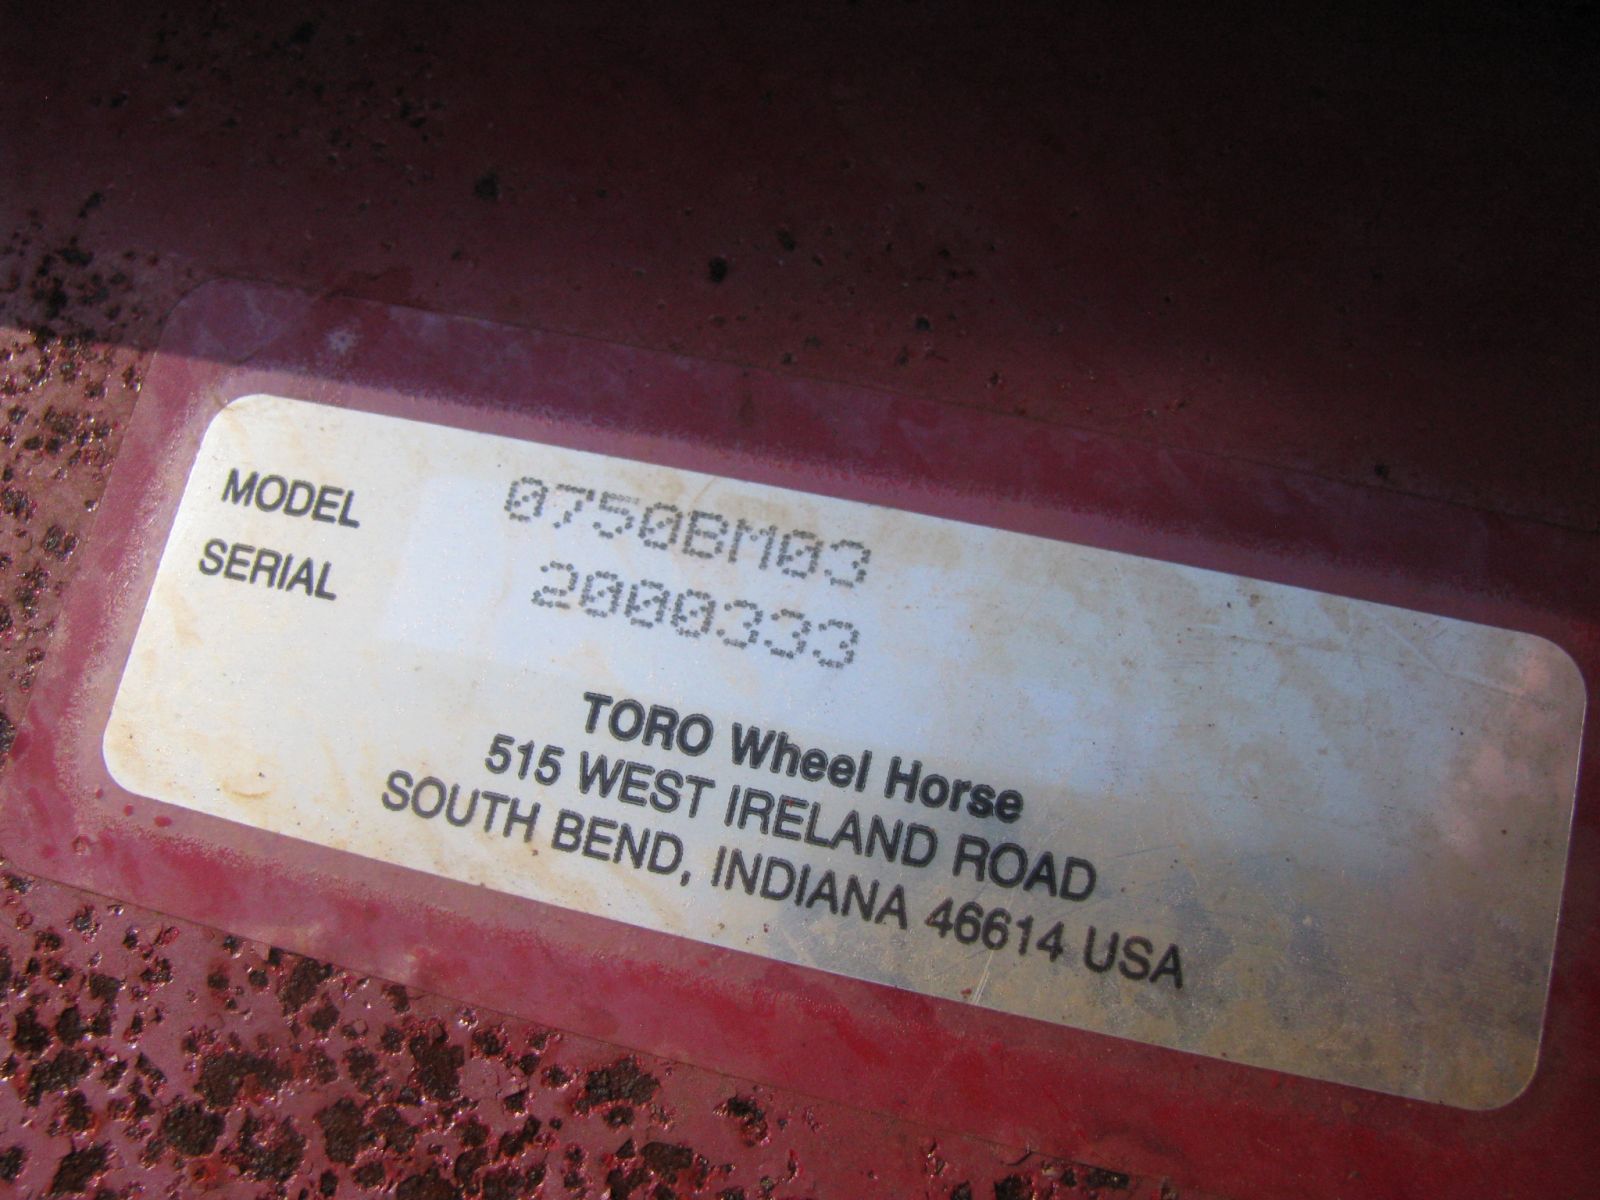 MODEL 0750BM03
SERIAL 2000333
TORO Wheel Horse
515 WEST IRELAND ROAD
SOUTH BEND, INDIANA 46614 USA